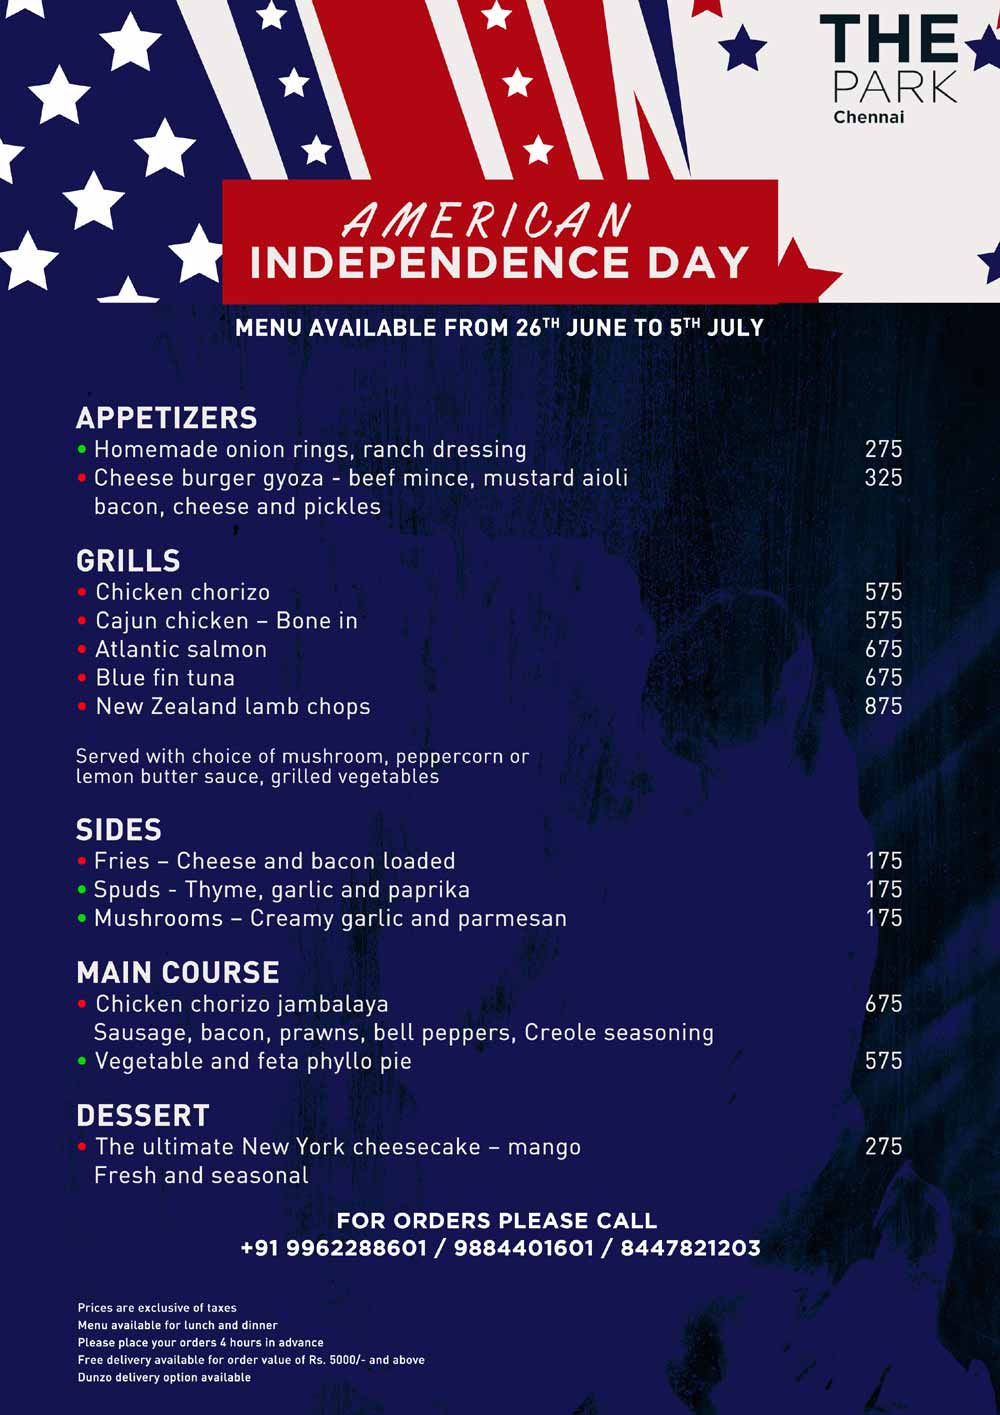 THE
PARK
Chennai
AMERICAN
INDEPENDENCE DAY
MENU AVAILABLE FROM 26TH JUNE TO 5TH JULY
APPETIZERS
• Homemade onion rings, ranch dressing 275
• Cheese burger gyoza - beef mince, mustard aioli 325
bacon, cheese and pickles
GRILLS
• Chicken chorizo 575
• Cajun chicken – Bone in 575
• Atlantic salmon 675
• Blue fin tuna 675
• New Zealand lamb chops 875
Served with choice of mushroom, peppercorn or
lemon butter sauce, grilled vegetables
SIDES
• Fries – Cheese and bacon loaded 175
• Spuds - Thyme, garlic and paprika 175
• Mushrooms – Creamy garlic and parmesan 175
MAIN COURSE
• Chicken chorizo jambalaya 675
Sausage, bacon, prawns, bell peppers, Creole seasoning
• Vegetable and feta phyllo pie 575
DESSERT
• The ultimate New York cheesecake – mango 275
Fresh and seasonal
FOR ORDERS PLEASE CALL
+91 9962288601 / 9884401601 / 8447821203
Prices are exclusive of taxes
Menu available for lunch and dinner
Please place your orders 4 hours in advance
Free delivery available for order value of Rs. 5000/- and above
Dunzo delivery option available